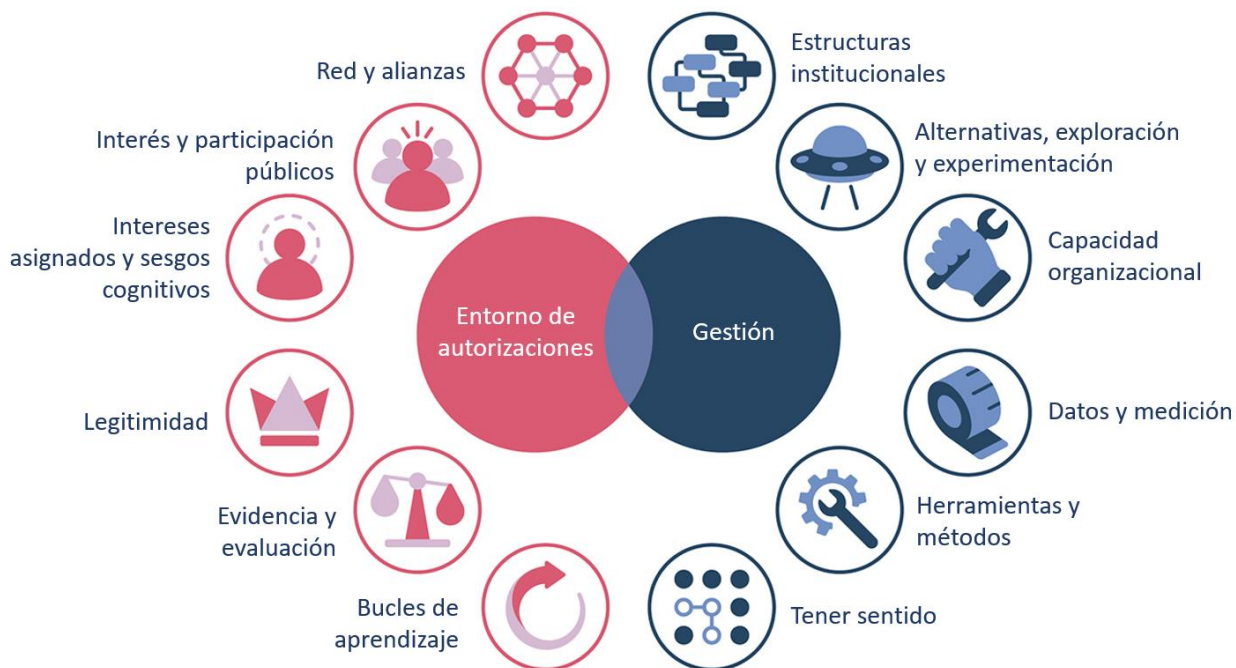 Red y alianzas
Interés y participación
públicos
Intereses
asignados y sesgos
cognitivos
Legitimidad
Evidencia y
evaluación
Bucles de
aprendizaje
Entorno de
autorizaciones
Gestión
Estructuras
institucionales
Alternativas, exploración
y experimentación
Capacidad
organizacional
Datos y medición
Herramientas y
métodos
Tener sentido